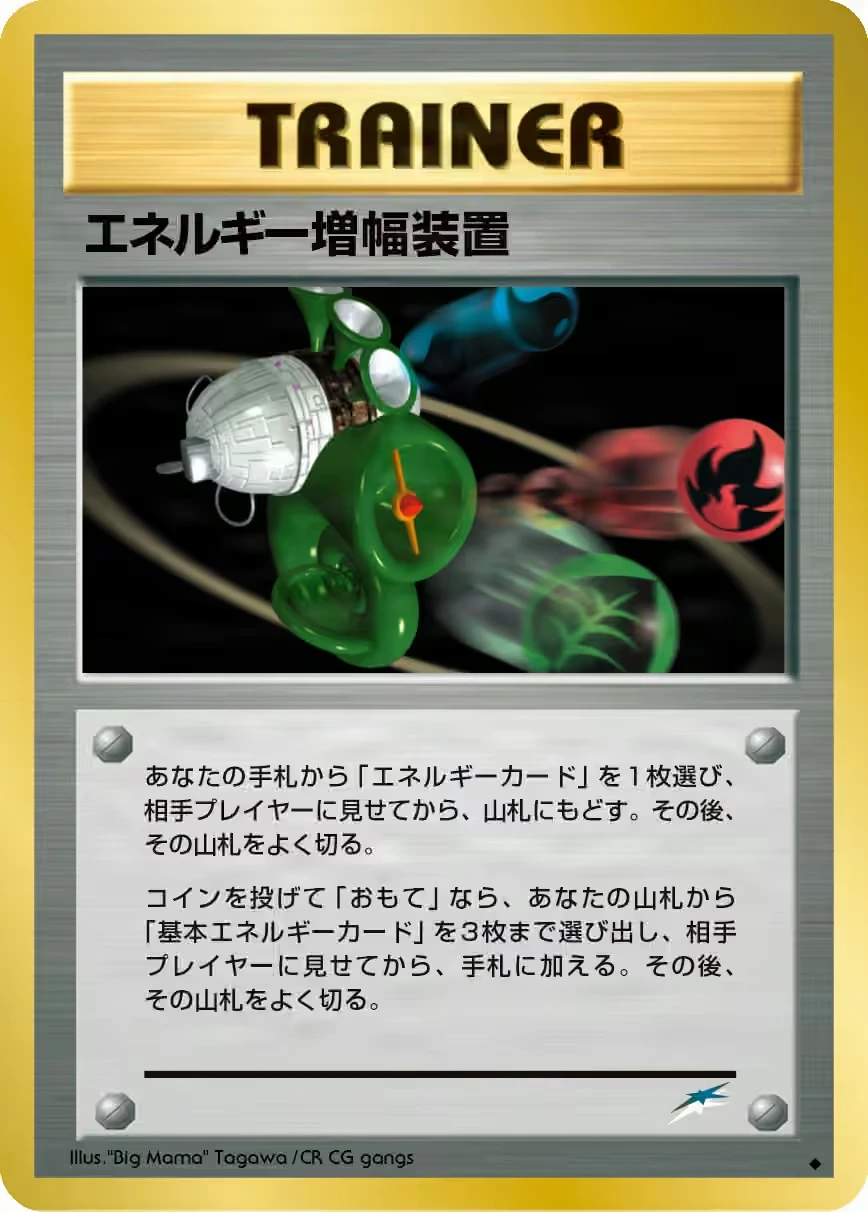 TRAINER
エネルギー増幅装置
あなたの手札から「エネルギーカード」を1枚選び、
相手プレイヤーに見せてから、山札にもどす。その後、
その山札をよく切る。
コインを投げて「おもて」なら、あなたの山札から
「基本エネルギーカード」を3枚まで選び出し、相手
プレイヤーに見せてから、手札に加える。その後、
その山札をよく切る。
Illus."Big Mama" Tagawa /CR CG gangs